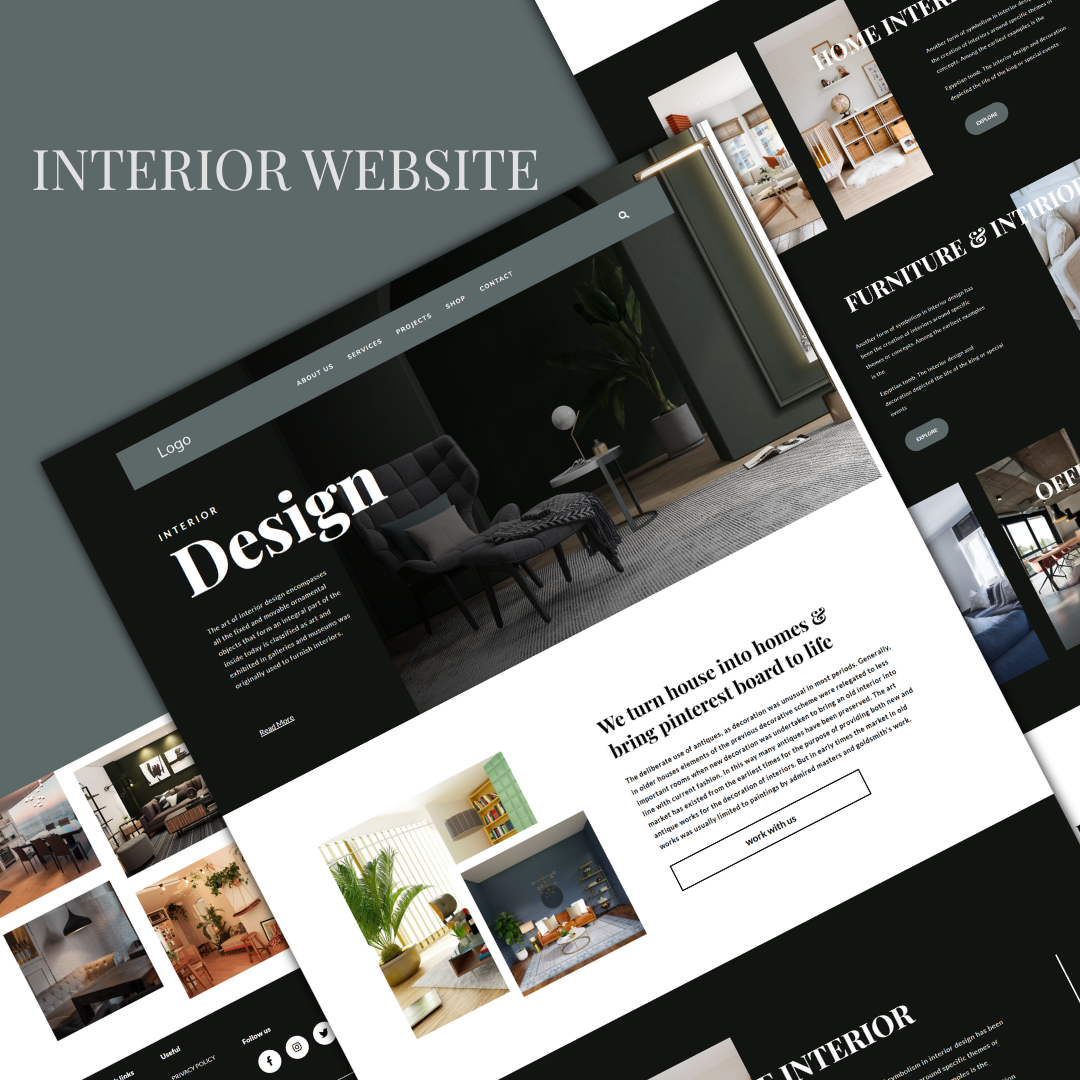 INTERIOR WEBSITE
Logo
ABOUT US
SERVICES
PROJECTS
SHOP
CONTACT
INTERIOR
Design
The art of interior design encompasses
all the fixed and movable ornamental
objects that form an integral part of the
inside today is classified as art and
exhibited in galleries and museums was
originally used to furnish interiors.
Read More
We turn house into homes &
bring pinterest board to life
The deliberate use of antiques, as decoration was unusual in most periods. Generally,
in older houses elements of the previous decorative scheme were relegated to less
important rooms when new decoration was undertaken to bring an old interior into
line with current fashion. In this way many antiques have been preserved. The art
market has existed from the earliest times for the purpose of providing both new and
antique works for the decoration of interiors. But in early times the market in old
works was usually limited to paintings by admired masters and goldsmith's work.
work with us
HOME INTERI
Another form of symbolism in interior design
the creation of interiors around specific themes or
concepts. Among the earliest examples is the
Egyptian tomb. The interior design and decoration
depicted the life of the king or special events
EXPLORE
FURNITURE & INTIRIO
Another form of symbolism in interior design has
been the creation of interiors around specific
themes or concepts. Among the earliest examples
is the
Egyptian tomb. The interior design and
decoration depicted the life of the king or special
events
EXPLORE
OFF
E INTERIOR
symbolism in interior design has been
around specific themes or
examples is the
links
Useful
PRIVACY POLICY
Follow us